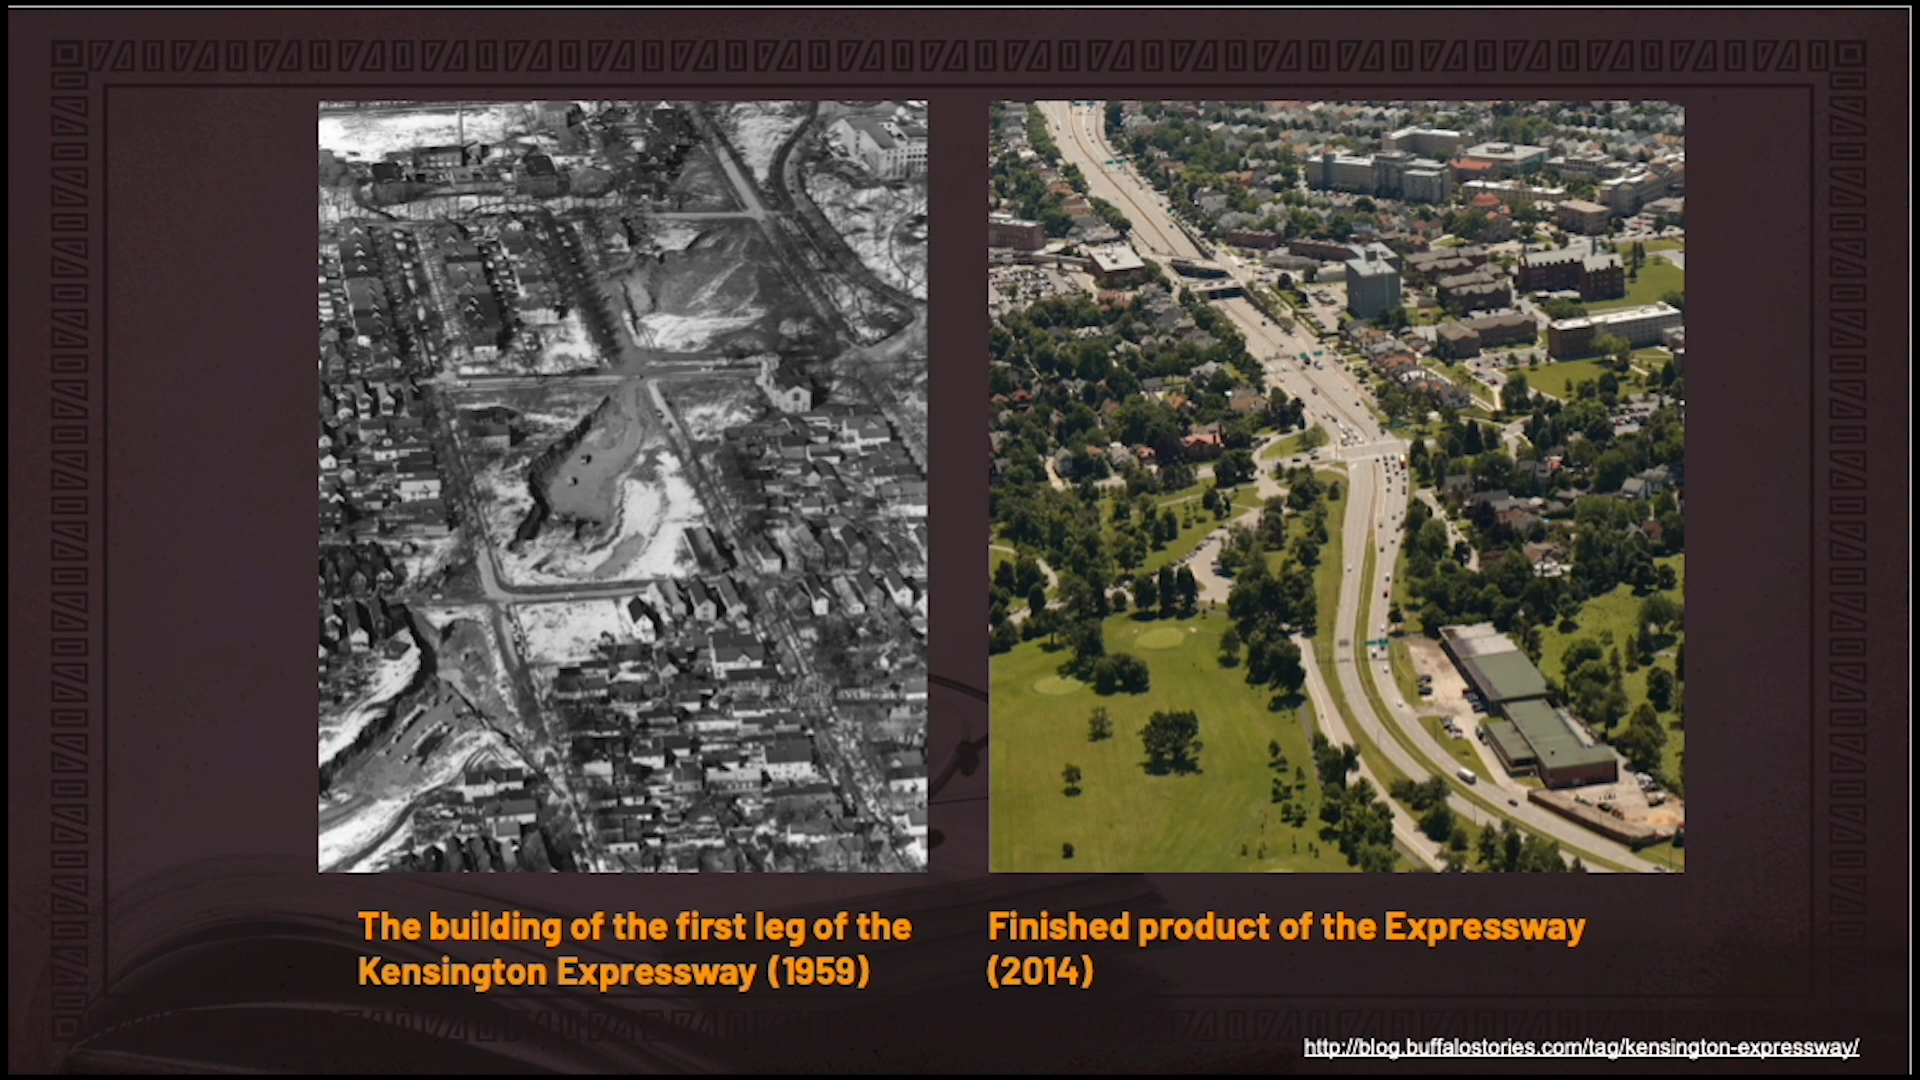 The building of the first leg of the
Kensington Expressway (1959)
Finished product of the Expressway
(2014)
http://blog.buffalostories.com/tag/kensington-expressway/